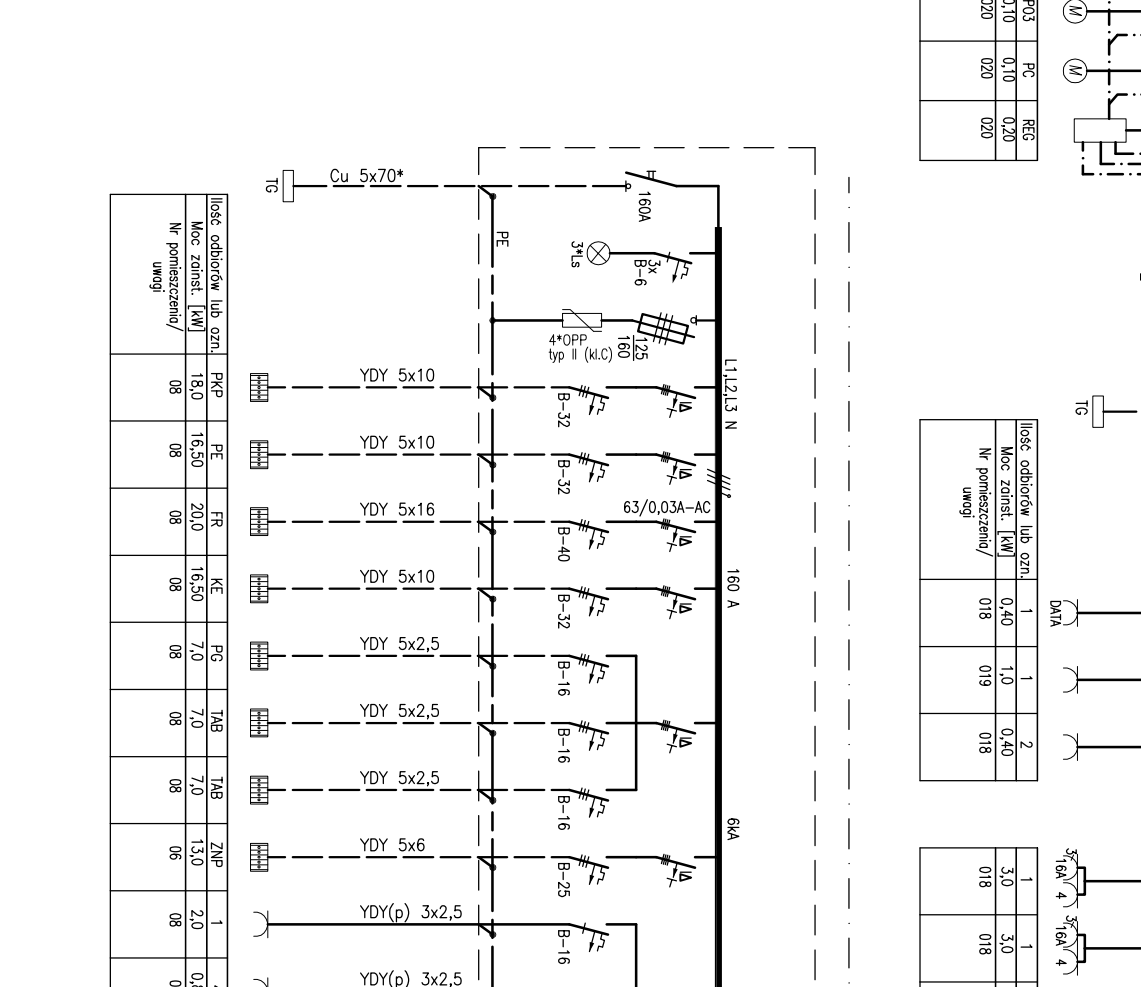 P03
0,10
020
PC
0,10
020
REG
0,20
020
M
M
TG
Cu 5x70*
160A
PE
3*Ls
3x
B-6
4*OPP
typ II (kl.C)
125
160
L1,L2,L3 N
63/0,03A-AC
160 A
6kA
Ilość odbiorów lub ozn.
Moc zainst. [kW]
Nr pomieszczenia/
uwagi
PKP
18,0
08
YDY 5x10
B-32
PE
16,50
08
YDY 5x10
B-32
FR
20,0
08
YDY 5x16
B-40
KE
16,50
08
YDY 5x10
B-32
PG
7,0
08
YDY 5x2,5
B-16
TAB
7,0
08
YDY 5x2,5
B-16
TAB
7,0
08
YDY 5x2,5
B-16
ZNP
13,0
06
YDY 5x6
B-25
1
2,0
08
YDY(p) 3x2,5
B-16
YDY(p) 3x2,5
TG
Ilość odbiorów lub ozn.
Moc zainst. [kW]
Nr pomieszczenia/
uwagi
1
0,40
018
DATA
1
1,0
019
2
0,40
018
1
3,0
018
3
16A
4
1
3,0
018
3
16A
4